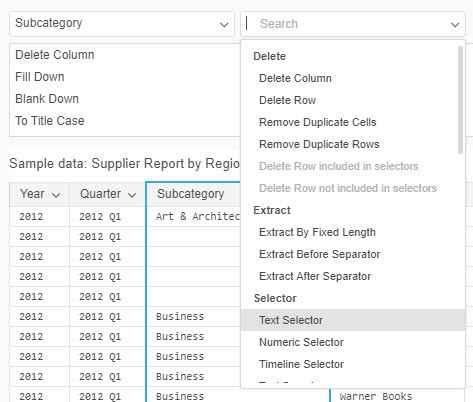 Subcategory
Search
Delete Column
Fill Down
Blank Down
To Title Case
Delete
Delete Column
Delete Row
Remove Duplicate Cells
Remove Duplicate Rows
Delete Row included in selectors
Delete Row not included in selectors
Extract
Extract By Fixed Length
Extract Before Separator
Extract After Separator
Selector
Text Selector
Numeric Selector
Timeline Selector
Sample data: Supplier Report by Regio
Year Quarter Subcategory
2012 2012 Q1 Art & Architec
2012 2012 Q1
2012 2012 Q1
2012 2012 Q1
2012 2012 Q1
2012 2012 Q1 Business
2012 2012 Q1 Business
2012 2012 Q1 Business
2012 2012 Q1 Business
2012 2012 Q1 Business Warner Books